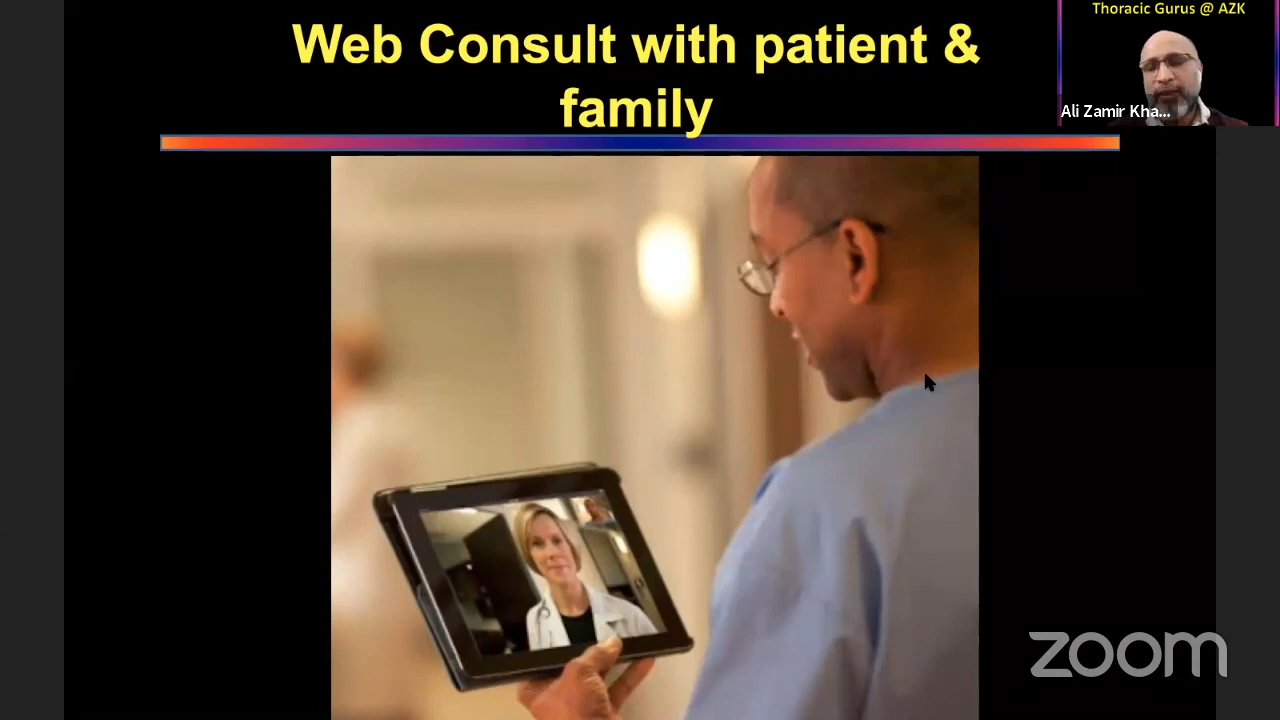 Web Consult with patient &
family
Thoracic Gurus @ AZK
Ali Zamir Kha...
zoom